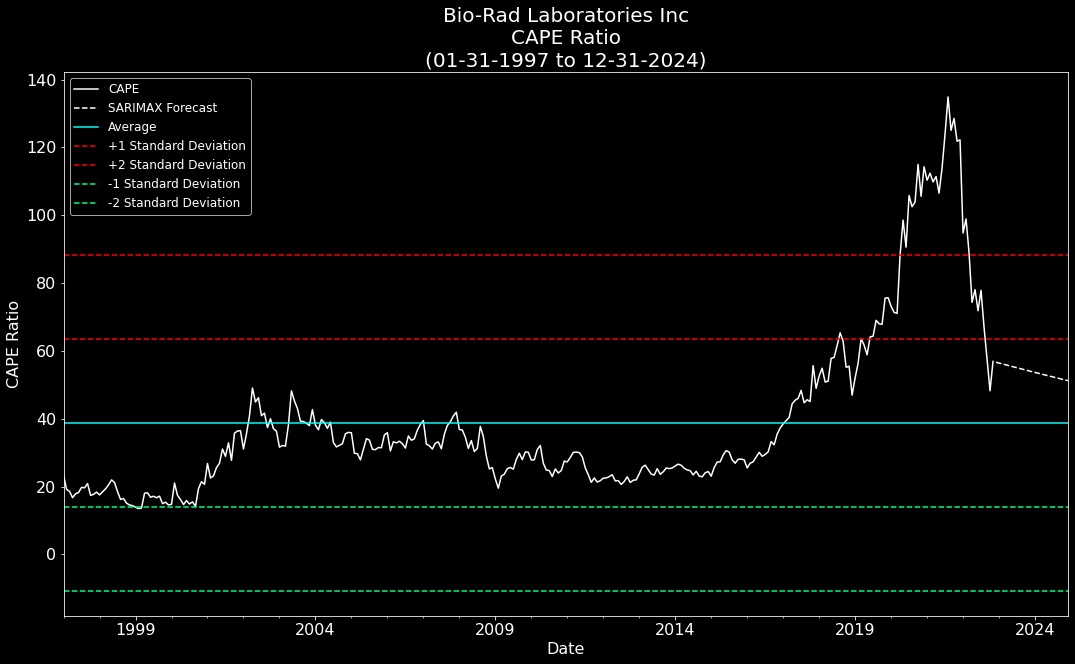 Bio-Rad Laboratories Inc
CAPE Ratio
(01-31-1997 to 12-31-2024)
CAPE
SARIMAX Forecast
Average
+1 Standard Deviation
+2 Standard Deviation
-1 Standard Deviation
-2 Standard Deviation
CAPE Ratio
140
120
100
80
60
40
20
0
1999 2004 2009 2014 2019 2024
Date